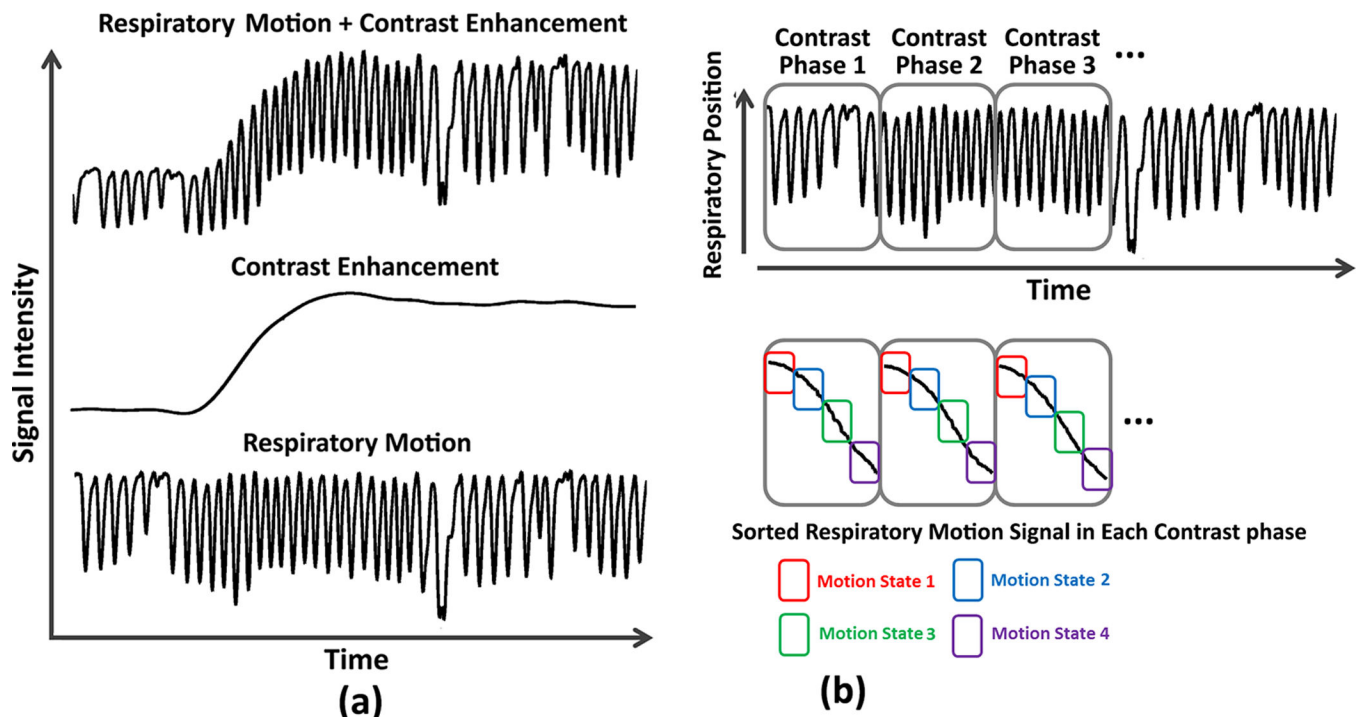 Respiratory Motion + Contrast Enhancement
Contrast Enhancement
Respiratory Motion
Signal Intensity
Time
(a)
Contrast
Phase 1
Contrast
Phase 2
Contrast
Phase 3
...
Respiratory Position
Time
...
Sorted Respiratory Motion Signal in Each Contrast phase
Motion State 1
Motion State 2
Motion State 3
Motion State 4
(b)